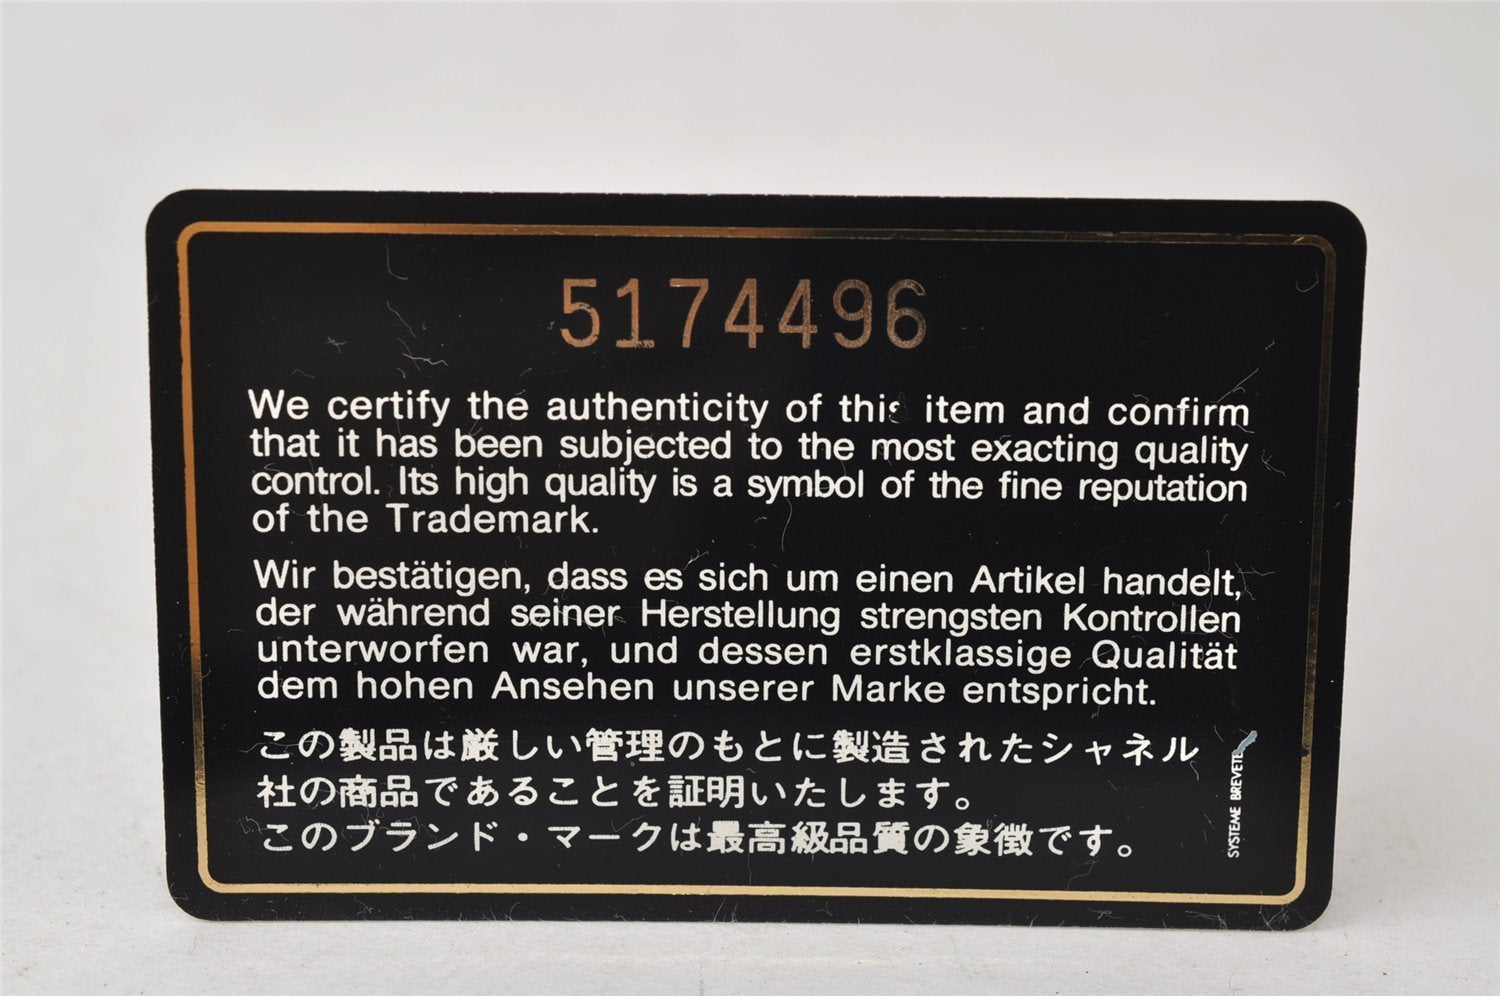 5174496
We certify the authenticity of this item and confirm
that it has been subjected to the most exacting quality
control. Its high quality is a symbol of the fine reputation
of the Trademark.
Wir bestätigen, dass es sich um einen Artikel handelt,
der während seiner Herstellung strengsten Kontrollen
unterworfen war, und dessen erstklassige Qualität
dem hohen Ansehen unserer Marke entspricht.
この製品は厳しい管理のもとに製造されたシャネル
社の商品であることを証明いたします。
このブランド・マークは最高級品質の象徴です。
SYSTEME BREVETE